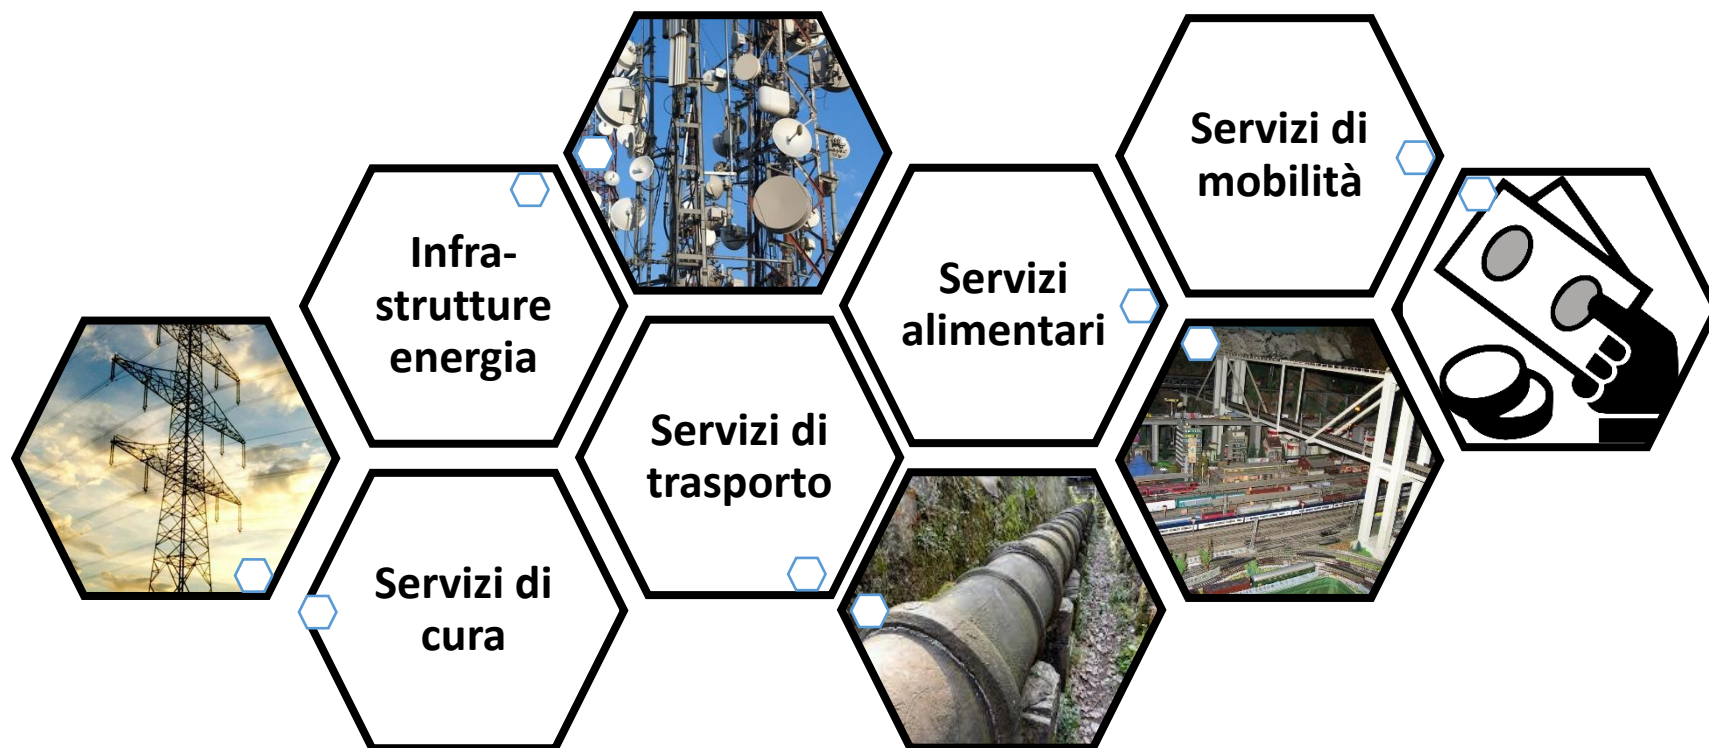 Infra-
strutture
energia
Servizi di
cura
Servizi di
trasporto
Servizi
alimentari
Servizi di
mobilità